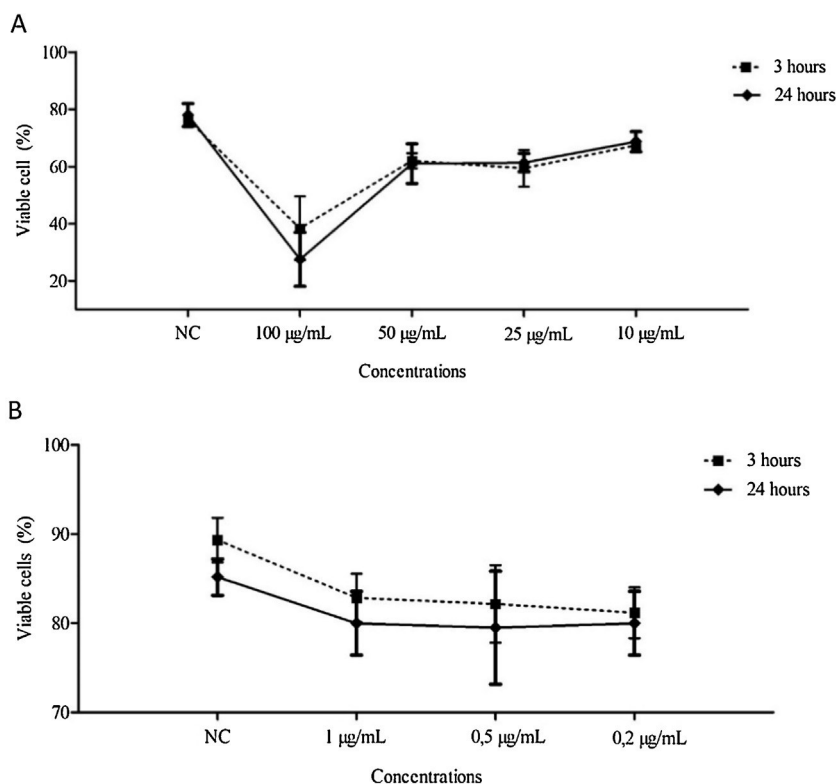 A
100
80
60
40
20
Viable cell (%)
3 hours
24 hours
NC 100 µg/mL 50 µg/mL 25 µg/mL 10 µg/mL
Concentrations
B
100
90
80
70
Viable cells (%)
3 hours
24 hours
NC 1 µg/mL 0,5 µg/mL 0,2 µg/mL
Concentrations